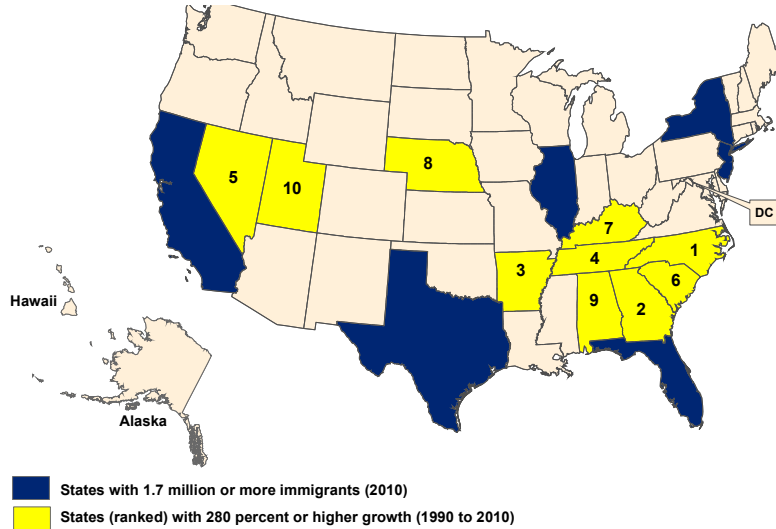 8
5
10
DC
7
1
4
3
6
9
2
Hawaii
Alaska
States with 1.7 million or more immigrants (2010)
States (ranked) with 280 percent or higher growth (1990 to 2010)